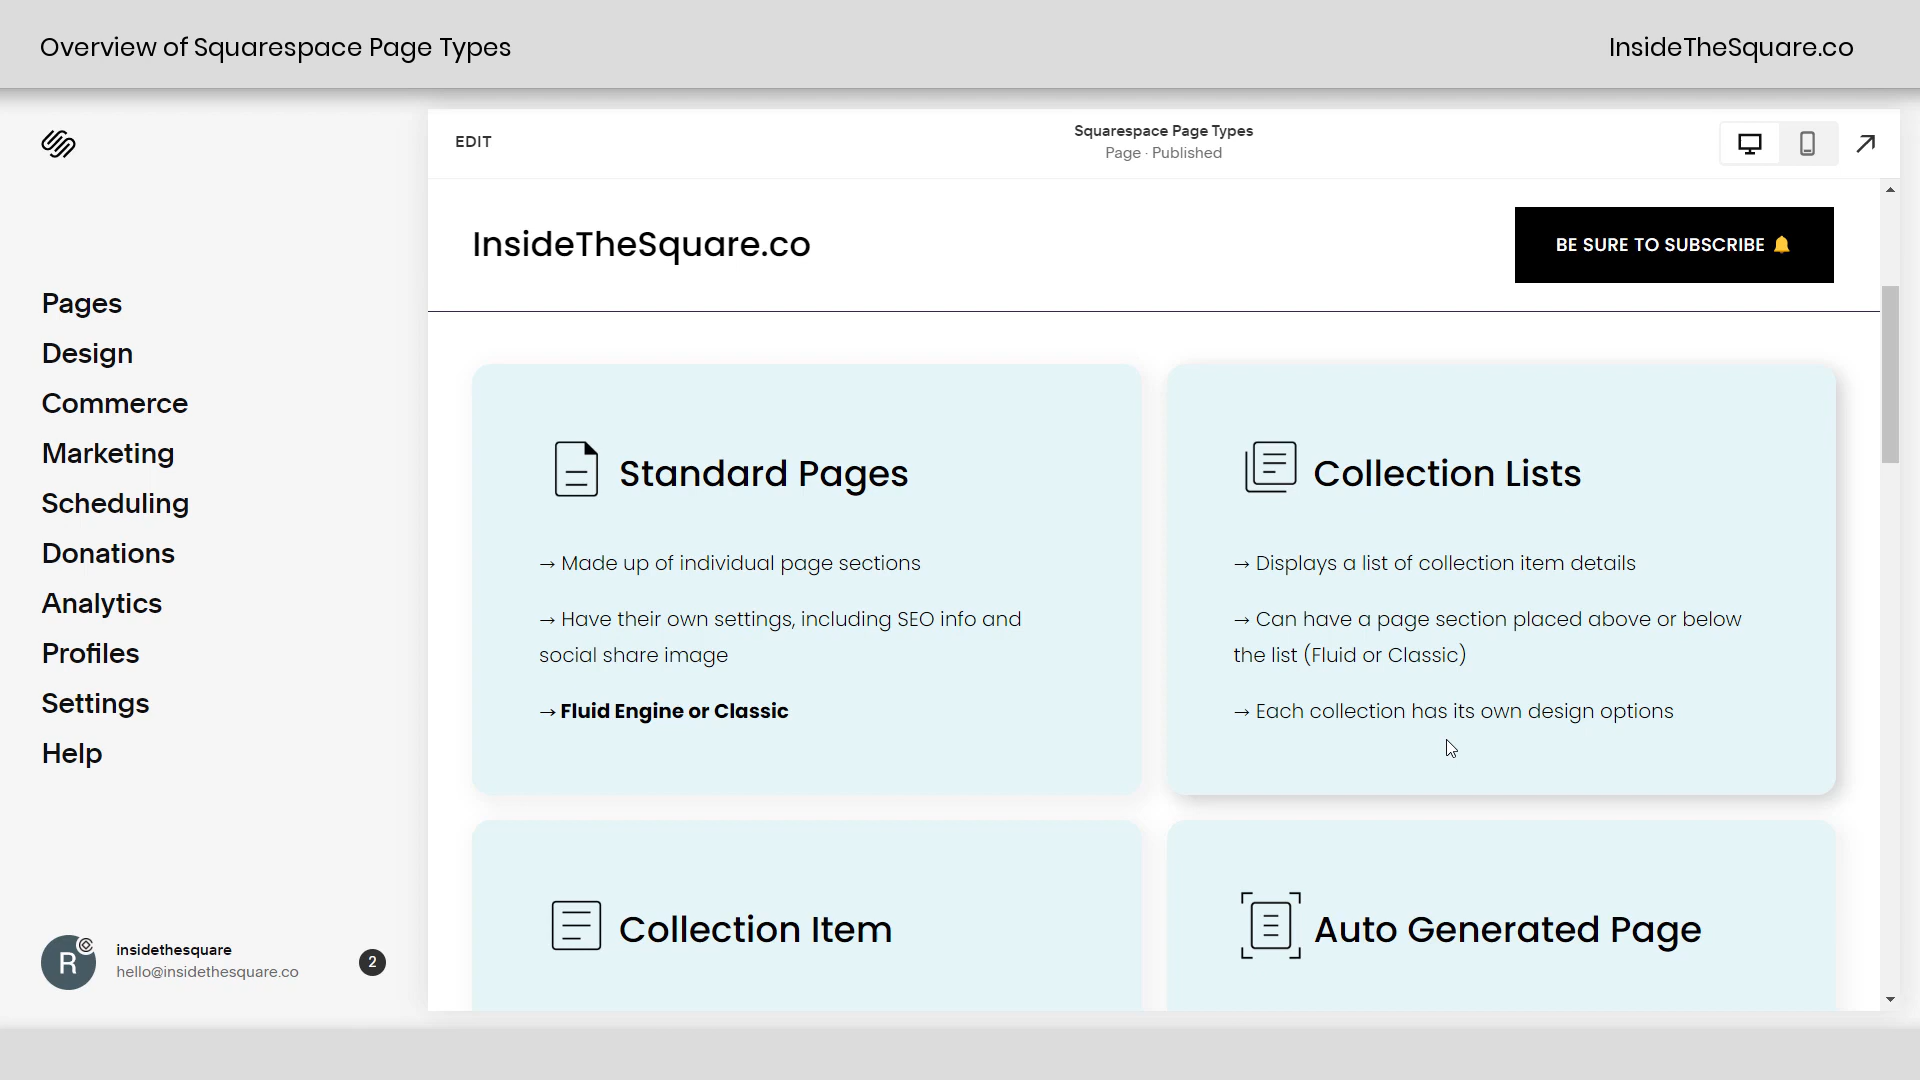 Overview of Squarespace Page Types
InsideTheSquare.co
EDIT
Squarespace Page Types
Page · Published
InsideTheSquare.co
BE SURE TO SUBSCRIBE 🔔
Pages
Design
Commerce
Marketing
Scheduling
Donations
Analytics
Profiles
Settings
Help
R
insidethesquare
hello@insidethesquare.co
2
Standard Pages
→ Made up of individual page sections
→ Have their own settings, including SEO info and
social share image
→ Fluid Engine or Classic
Collection Lists
→ Displays a list of collection item details
→ Can have a page section placed above or below
the list (Fluid or Classic)
→ Each collection has its own design options
Collection Item
Auto Generated Page